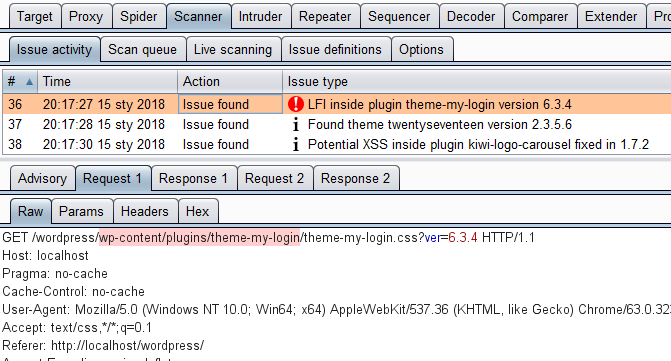 Target Proxy Spider Scanner Intruder Repeater Sequencer Decoder Comparer Extender
Issue activity Scan queue Live scanning Issue definitions Options
# Time Action Issue type
36 20:17:27 15 sty 2018 Issue found LFI inside plugin theme-my-login version 6.3.4
37 20:17:28 15 sty 2018 Issue found Found theme twentyseventeen version 2.3.5.6
38 20:17:30 15 sty 2018 Issue found Potential XSS inside plugin kiwi-logo-carousel fixed in 1.7.2
Advisory Request 1 Response 1 Request 2 Response 2
Raw Params Headers Hex
GET /wordpress/wp-content/plugins/theme-my-login/theme-my-login.css?ver=6.3.4 HTTP/1.1
Host: localhost
Pragma: no-cache
Cache-Control: no-cache
User-Agent: Mozilla/5.0 (Windows NT 10.0; Win64; x64) AppleWebKit/537.36 (KHTML, like Gecko) Chrome/63.0.32
Accept: text/css,*/*;q=0.1
Referer: http://localhost/wordpress/